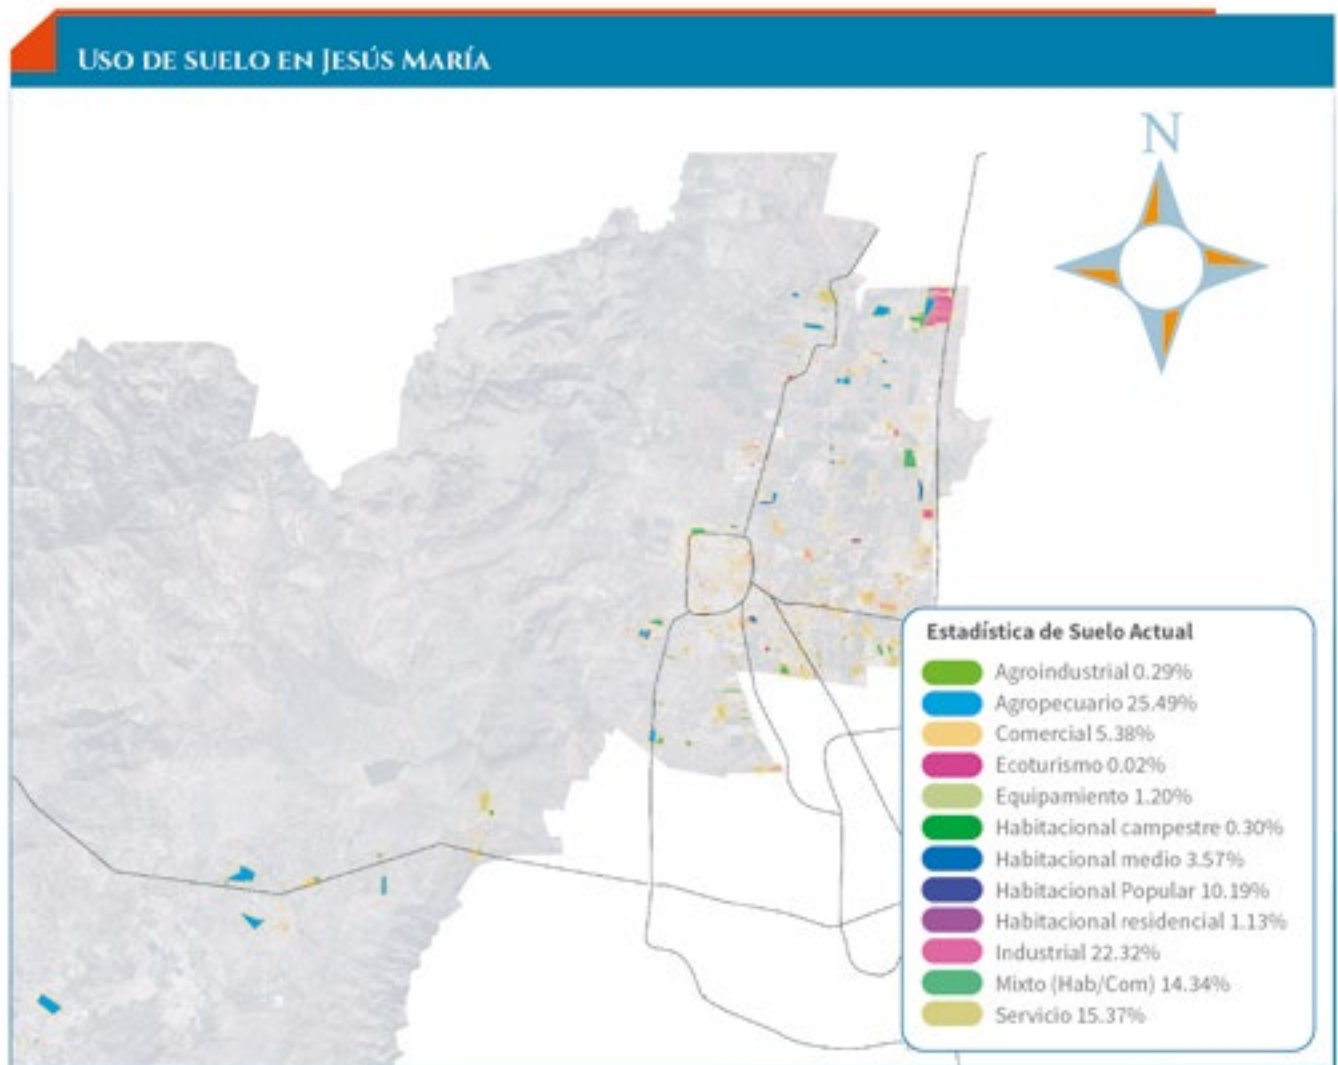 USO DE SUELO EN JESÚS MARÍA
N
Estadística de Suelo Actual
Agroindustrial 0.29%
Agropecuario 25.49%
Comercial 5.38%
Ecoturismo 0.02%
Equipamiento 1.20%
Habitacional campestre 0.30%
Habitacional medio 3.57%
Habitacional Popular 10.19%
Habitacional residencial 1.13%
Industrial 22.32%
Mixto (Hab/Com) 14.34%
Servicio 15.37%